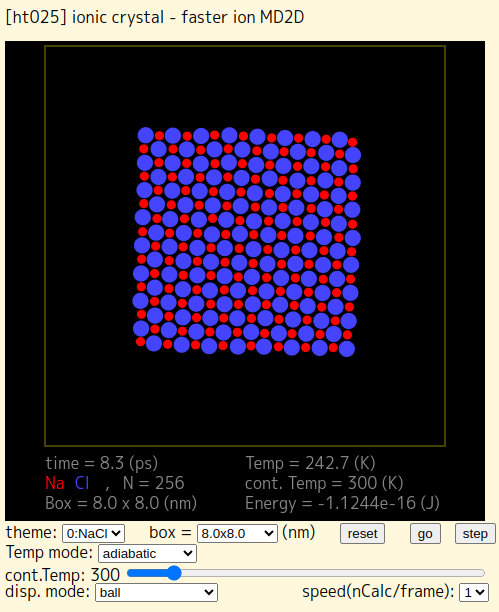 [ht025] ionic crystal - faster ion MD2D
time = 8.3 (ps) Temp = 242.7 (K)
Na Cl , N = 256 cont. Temp = 300 (K)
Box = 8.0 x 8.0 (nm) Energy = -1.1244e-16 (J)
theme: 0:NaCl box = 8.0x8.0 (nm) reset go step
Temp mode: adiabatic
cont.Temp: 300
disp. mode: ball speed(nCalc/frame): 1